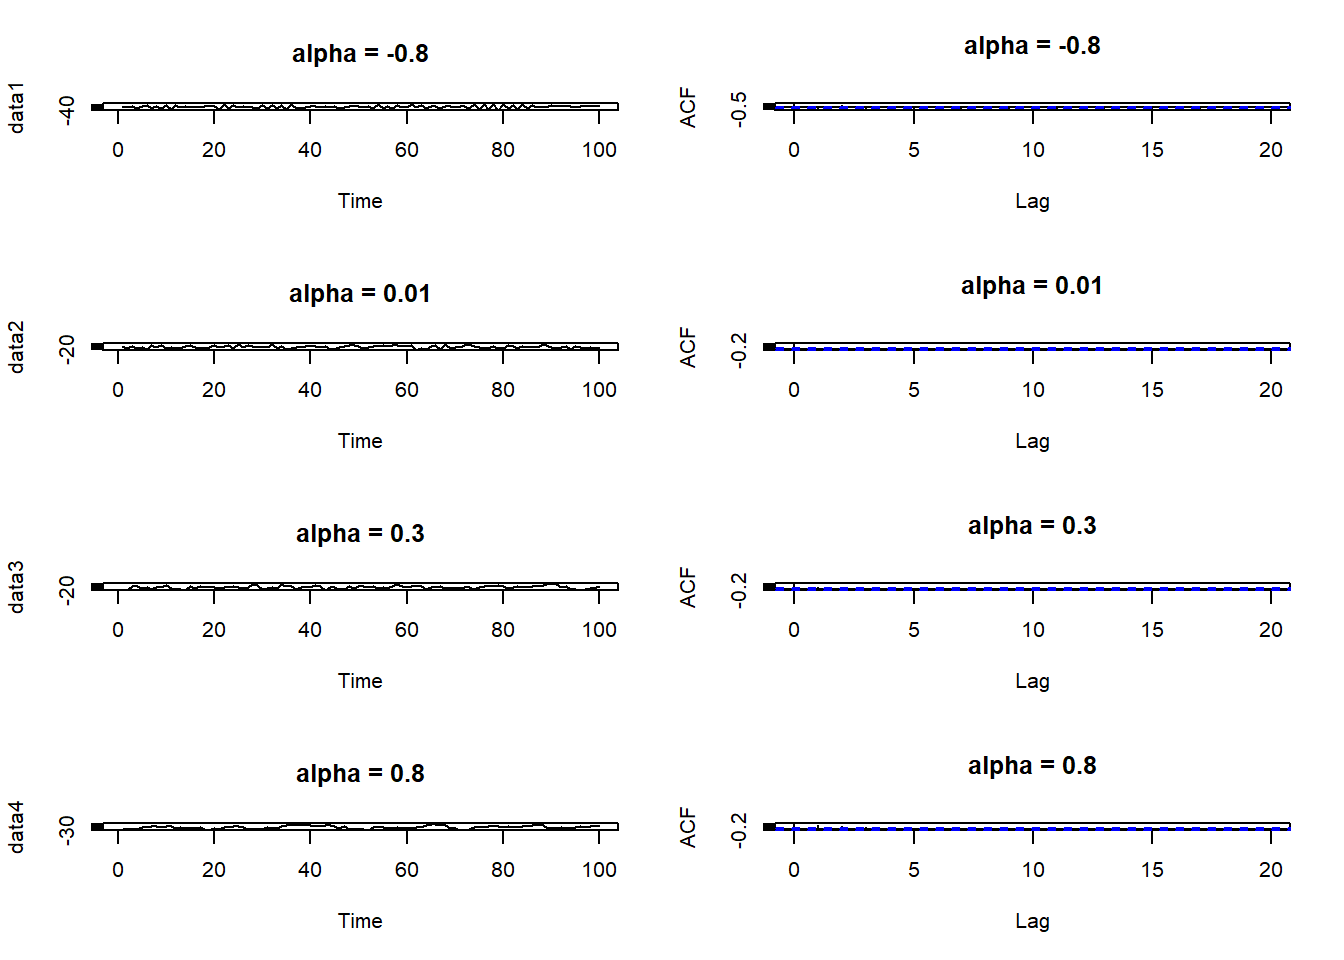 alpha = -0.8
data1
-40
0 20 40 60 80 100
Time
alpha = -0.8
ACF
-0.5
0 5 10 15 20
Lag
alpha = 0.01
data2
-20
0 20 40 60 80 100
Time
alpha = 0.01
ACF
-0.2
0 5 10 15 20
Lag
alpha = 0.3
data3
-20
0 20 40 60 80 100
Time
alpha = 0.3
ACF
-0.2
0 5 10 15 20
Lag
alpha = 0.8
data4
-30
0 20 40 60 80 100
Time
alpha = 0.8
ACF
-0.2
0 5 10 15 20
Lag